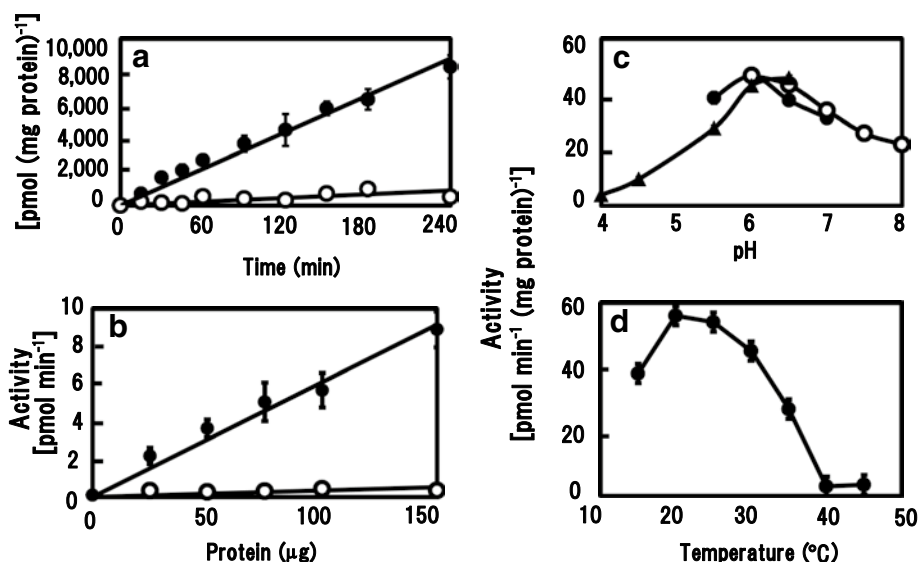 a
[pmol (mg protein)⁻¹]
10,000
8,000
6,000
4,000
2,000
0
0 60 120 180 240
Time (min)
b
Activity
[pmol min⁻¹]
10
8
6
4
2
0
0 50 100 150
Protein (μg)
Activity
[pmol min⁻¹ (mg protein)⁻¹]
c
60
40
20
0
4 5 6 7 8
pH
d
60
40
20
0
10 20 30 40 50
Temperature (°C)